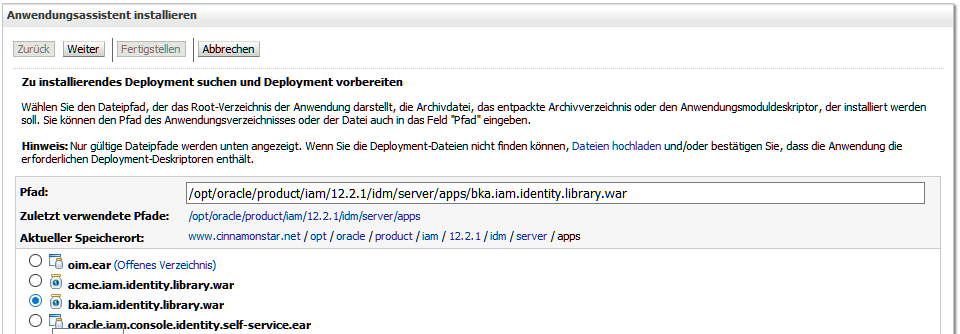 Anwendungsassistent installieren
Zurück Weiter Fertigstellen Abbrechen
Zu installierendes Deployment suchen und Deployment vorbereiten
Wählen Sie den Dateipfad, der das Root-Verzeichnis der Anwendung darstellt, die Archivdatei, das entpackte Archivverzeichnis oder den Anwendungsmoduldeskriptor, der installiert werden
soll. Sie können den Pfad des Anwendungsverzeichnisses oder der Datei auch in das Feld "Pfad" eingeben.
Hinweis: Nur gültige Dateipfade werden unten angezeigt. Wenn Sie die Deployment-Dateien nicht finden können, Dateien hochladen und/oder bestätigen Sie, dass die Anwendung die
erforderlichen Deployment-Deskriptoren enthält.
Pfad: /opt/oracle/product/iam/12.2.1/idm/server/apps/bka.iam.identity.library.war
Zuletzt verwendete Pfade: /opt/oracle/product/iam/12.2.1/idm/server/apps
Aktueller Speicherort: www.cinnamonstar.net / opt / oracle / product / iam / 12.2.1 / idm / server / apps
oim.ear (Offenes Verzeichnis)
acme.iam.identity.library.war
bka.iam.identity.library.war
oracle.iam.console.identity.self-service.ear